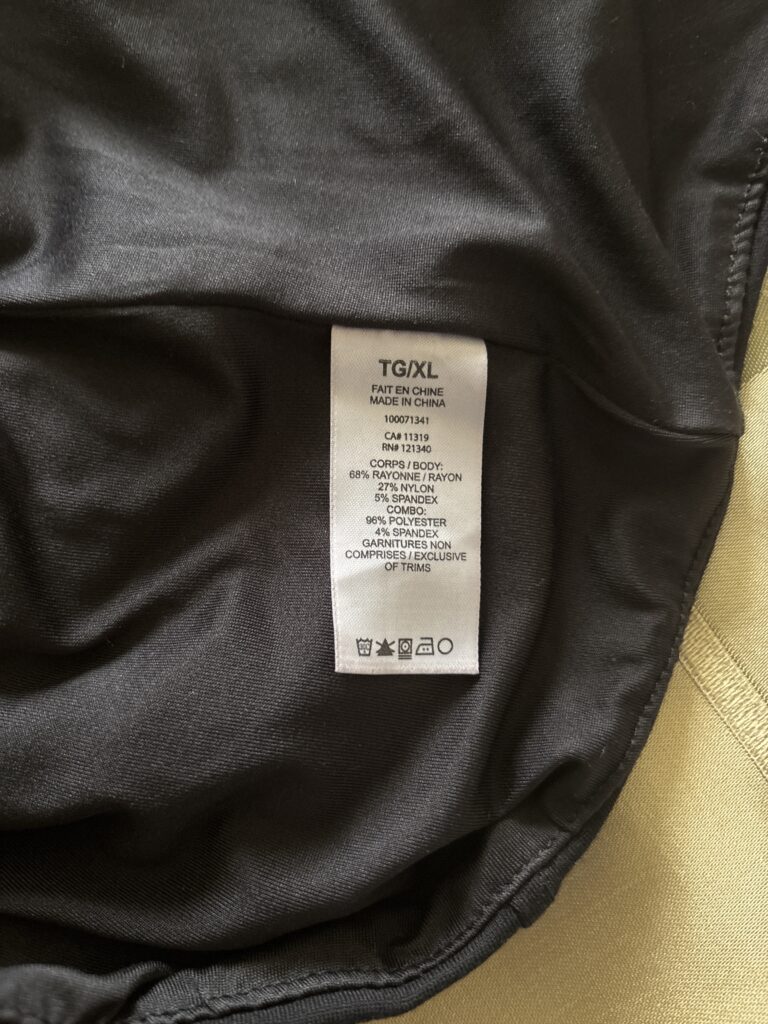 TG/XL
FAIT EN CHINE
MADE IN CHINA
100071341
CA# 11319
RN# 121340
CORPS / BODY:
68% RAYONNE / RAYON
27% NYLON
5% SPANDEX
COMBO:
96% POLYESTER
4% SPANDEX
GARNITURES NON
COMPRISES / EXCLUSIVE
OF TRIMS